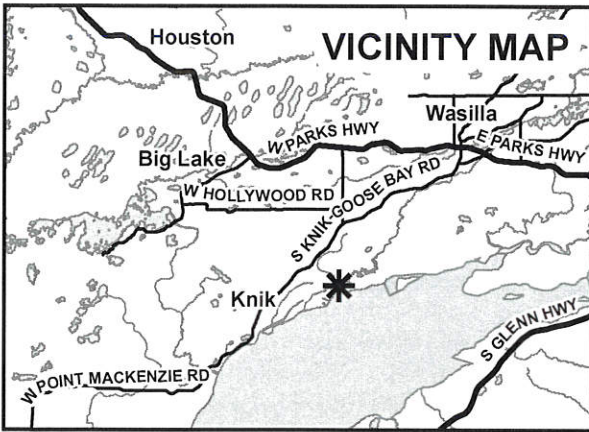 Houston
VICINITY MAP
Wasilla
W PARKS HWY
E PARKS HWY
Big Lake
W HOLLYWOOD RD
S KNIK-GOOSE BAY RD
Knik
S GLENN HWY
W POINT MACKENZIE RD